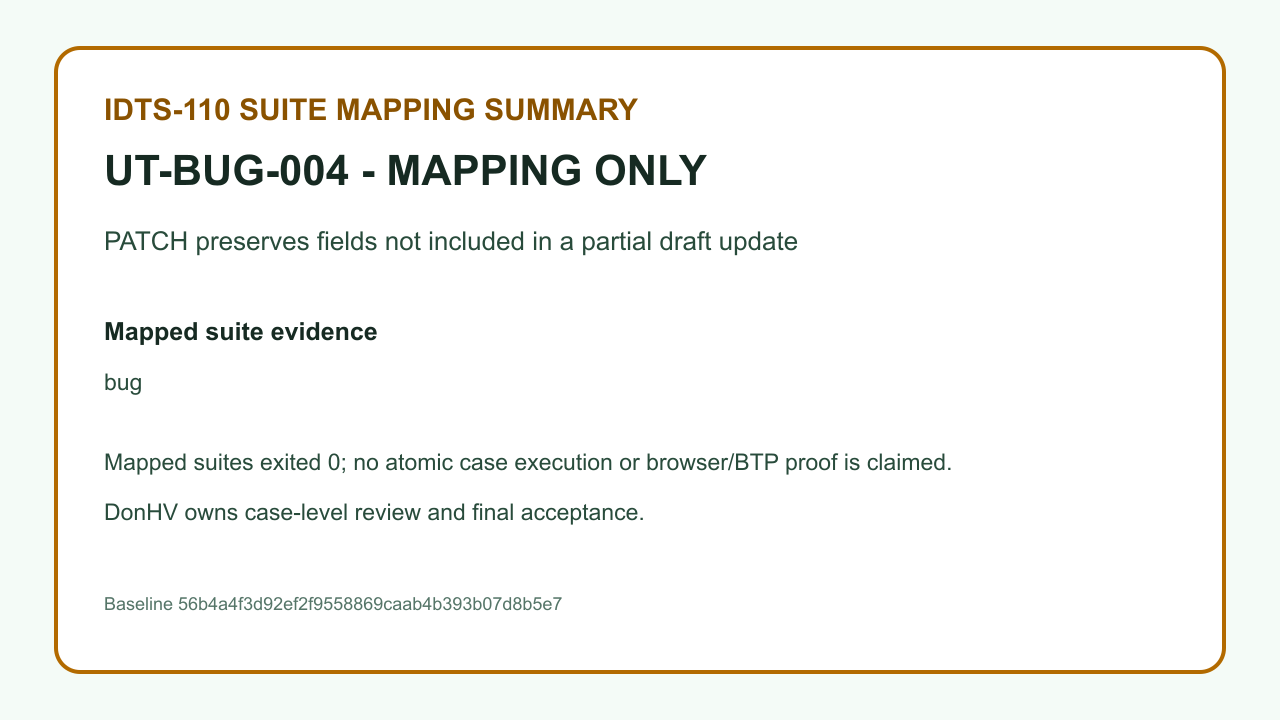 IDTS-110 SUITE MAPPING SUMMARY
UT-BUG-004 - MAPPING ONLY
PATCH preserves fields not included in a partial draft update
Mapped suite evidence
bug
Mapped suites exited 0; no atomic case execution or browser/BTP proof is claimed.
DonHV owns case-level review and final acceptance.
Baseline 56b4a4f3d92ef2f9558869caab4b393b07d8b5e7